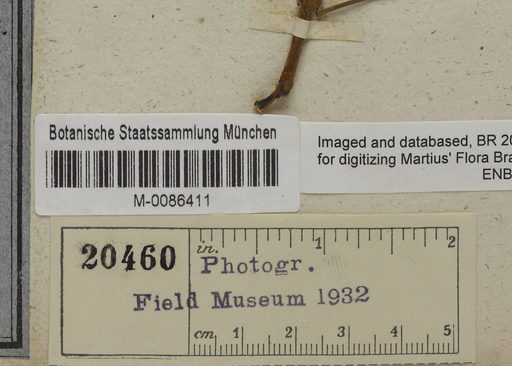 Botanische Staatssammlung München
M-0086411
Imaged and databased, BR 20
for digitizing Martius' Flora Bra
ENB
20460
in. 1 2
Photogr.
Field Museum 1932
cm 1 2 3 4 5